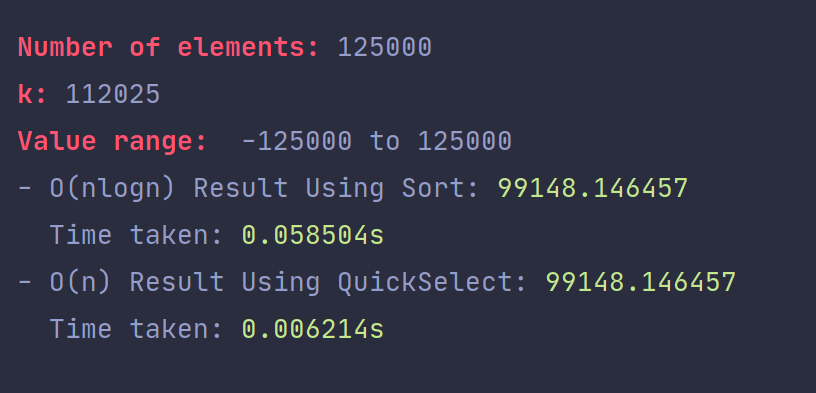 Number of elements: 125000
k: 112025
Value range:  -125000 to 125000
- O(nlogn) Result Using Sort: 99148.146457
  Time taken: 0.058504s
- O(n) Result Using QuickSelect: 99148.146457
  Time taken: 0.006214s